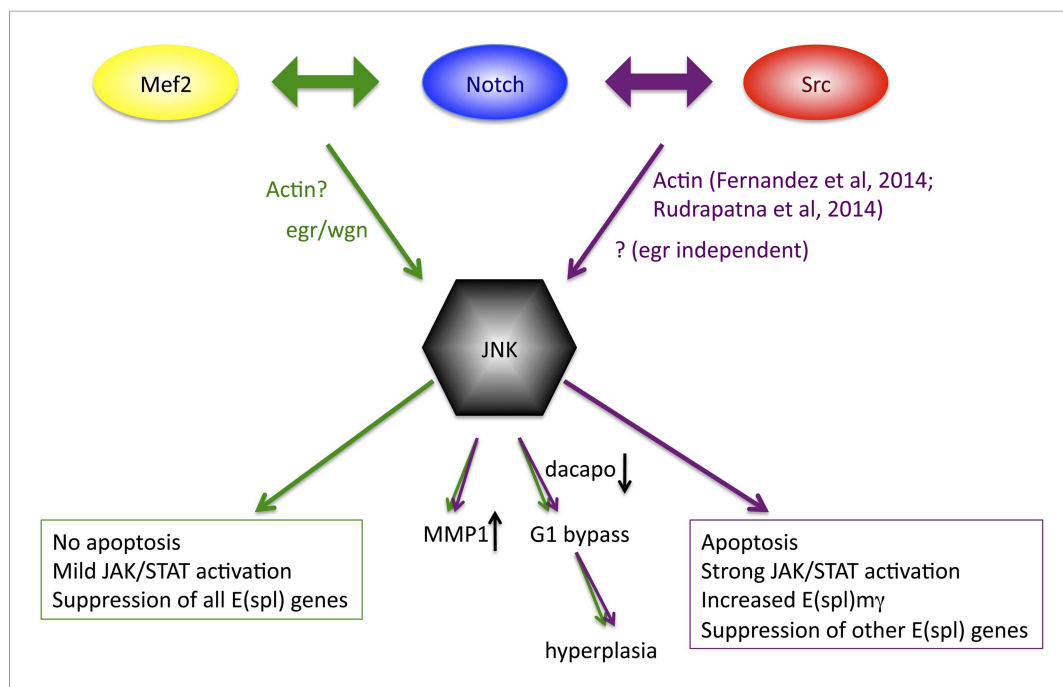 Mef2
Notch
Src
Actin?
egr/wgn
Actin (Fernandez et al, 2014;
Rudrapatna et al, 2014)
? (egr independent)
JNK
dacapo
MMP1
G1 bypass
hyperplasia
No apoptosis
Mild JAK/STAT activation
Suppression of all E(spl) genes
Apoptosis
Strong JAK/STAT activation
Increased E(spl)mγ
Suppression of other E(spl) genes